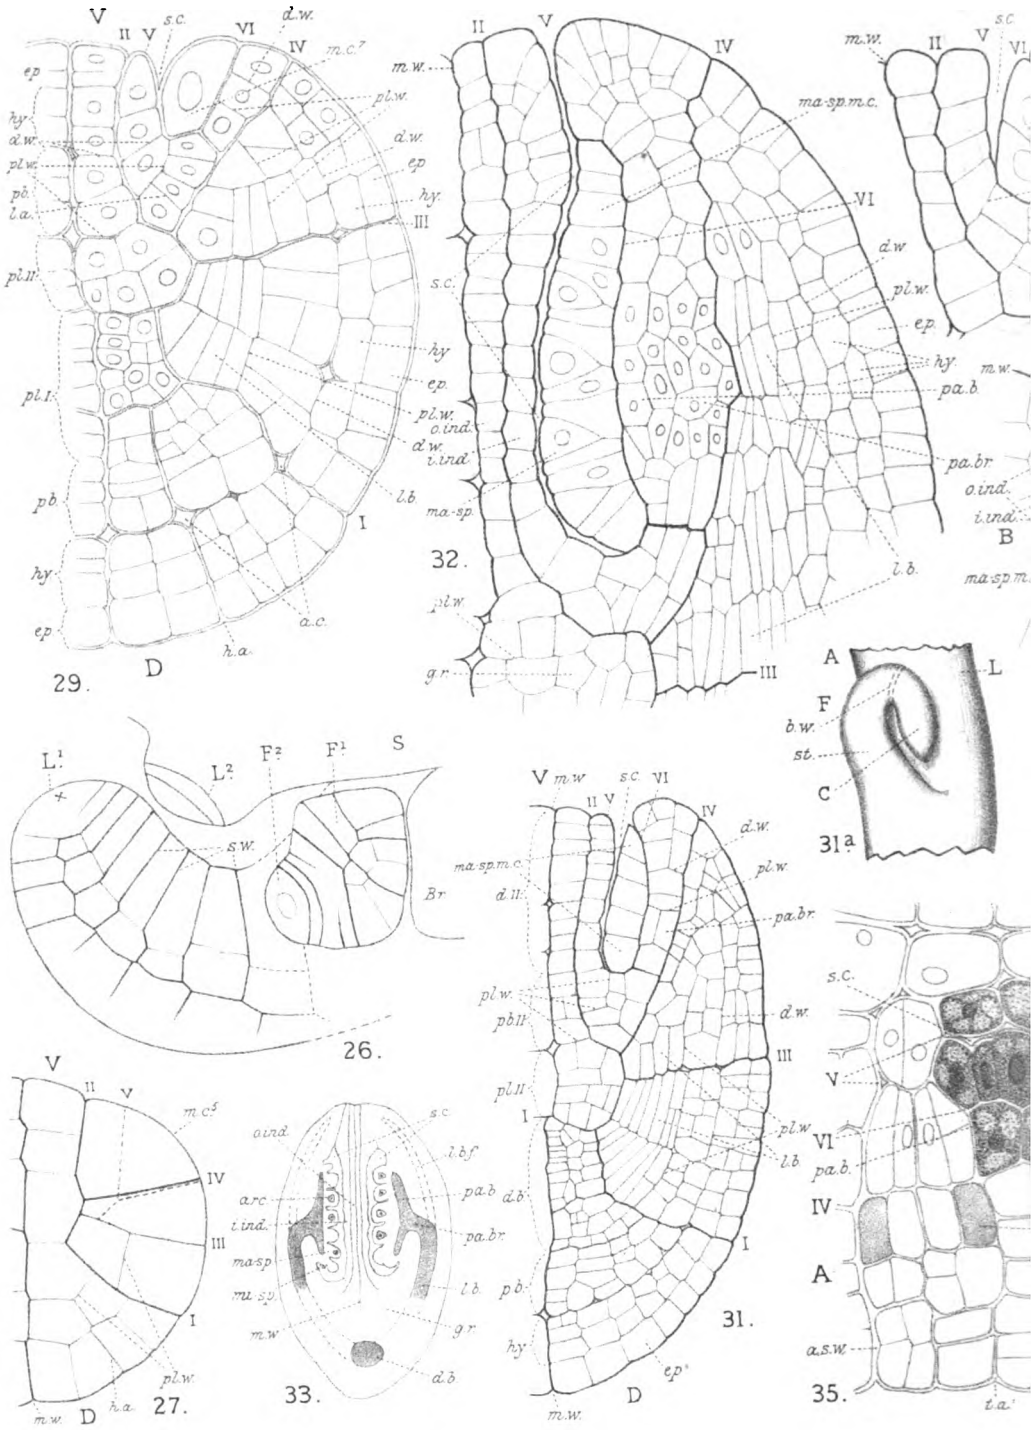 V
II
V
s.c.
VI
d.w.
IV
m.c.7
pl.w.
d.w.
ep.
hy.
III
ep.
hy.
d.w.
pl.w.
pb.
l.a.
pl.II.
pl.I.
pb.
hy.
ep.
hy
ep.
pl.w.
d.w.
l.b.
I
a.c.
h.a.
D
29.
II
V
IV
m.w.
ma-sp.m.c.
VI
d.w
pl.w.
ep.
hy.
pa.b.
pa.br.
s.c.
o.ind.
i.ind.
ma-sp.
32.
pl.w.
g.r.
l.b.
III
m.w.
II
V
s.c.
VI
m.w.
o.ind.
i.ind.
B
ma-sp.m.
A
L
F
b.w.
st.
C
31a
L1
L2
F2
F1
S
s.w.
Br.
26.
V
II
V
m.c.5
IV
III
I
pl.w.
h.a.
m.w.
D
27.
s.c.
o.ind.
l.b.f.
arc.
pa.b
i.ind.
pa.br.
ma-sp.
mi-sp.
l.b.
m.w.
g.r.
d.b.
33.
V
m.w
II
V
s.c.
VI
IV
d.w.
ma-sp.m.c.
pl.w.
d.II.
pa.br.
pl.w.
pb.II
d.w.
III
pl.II
I
pl.w
l.b.
d.b.
I
p.b.
hy
ep.
31.
D
m.w.
s.c.
V
VI
pa.b.
IV
A
a.s.w.
35.
t.a.